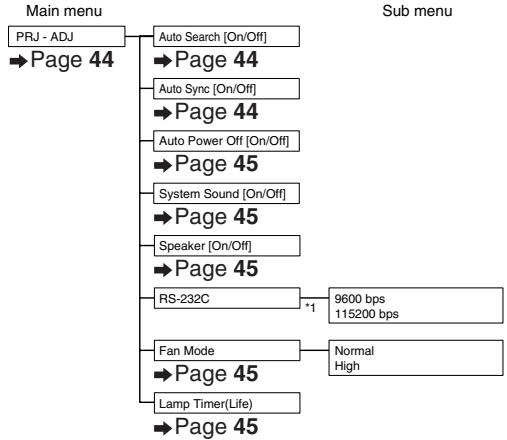 Main menu
Sub menu
PRJ - ADJ
➡Page 44
Auto Search [On/Off]
➡Page 44
Auto Sync [On/Off]
➡Page 44
Auto Power Off [On/Off]
➡Page 45
System Sound [On/Off]
➡Page 45
Speaker [On/Off]
➡Page 45
RS-232C
*1
9600 bps
115200 bps
Fan Mode
➡Page 45
Normal
High
Lamp Timer(Life)
➡Page 45